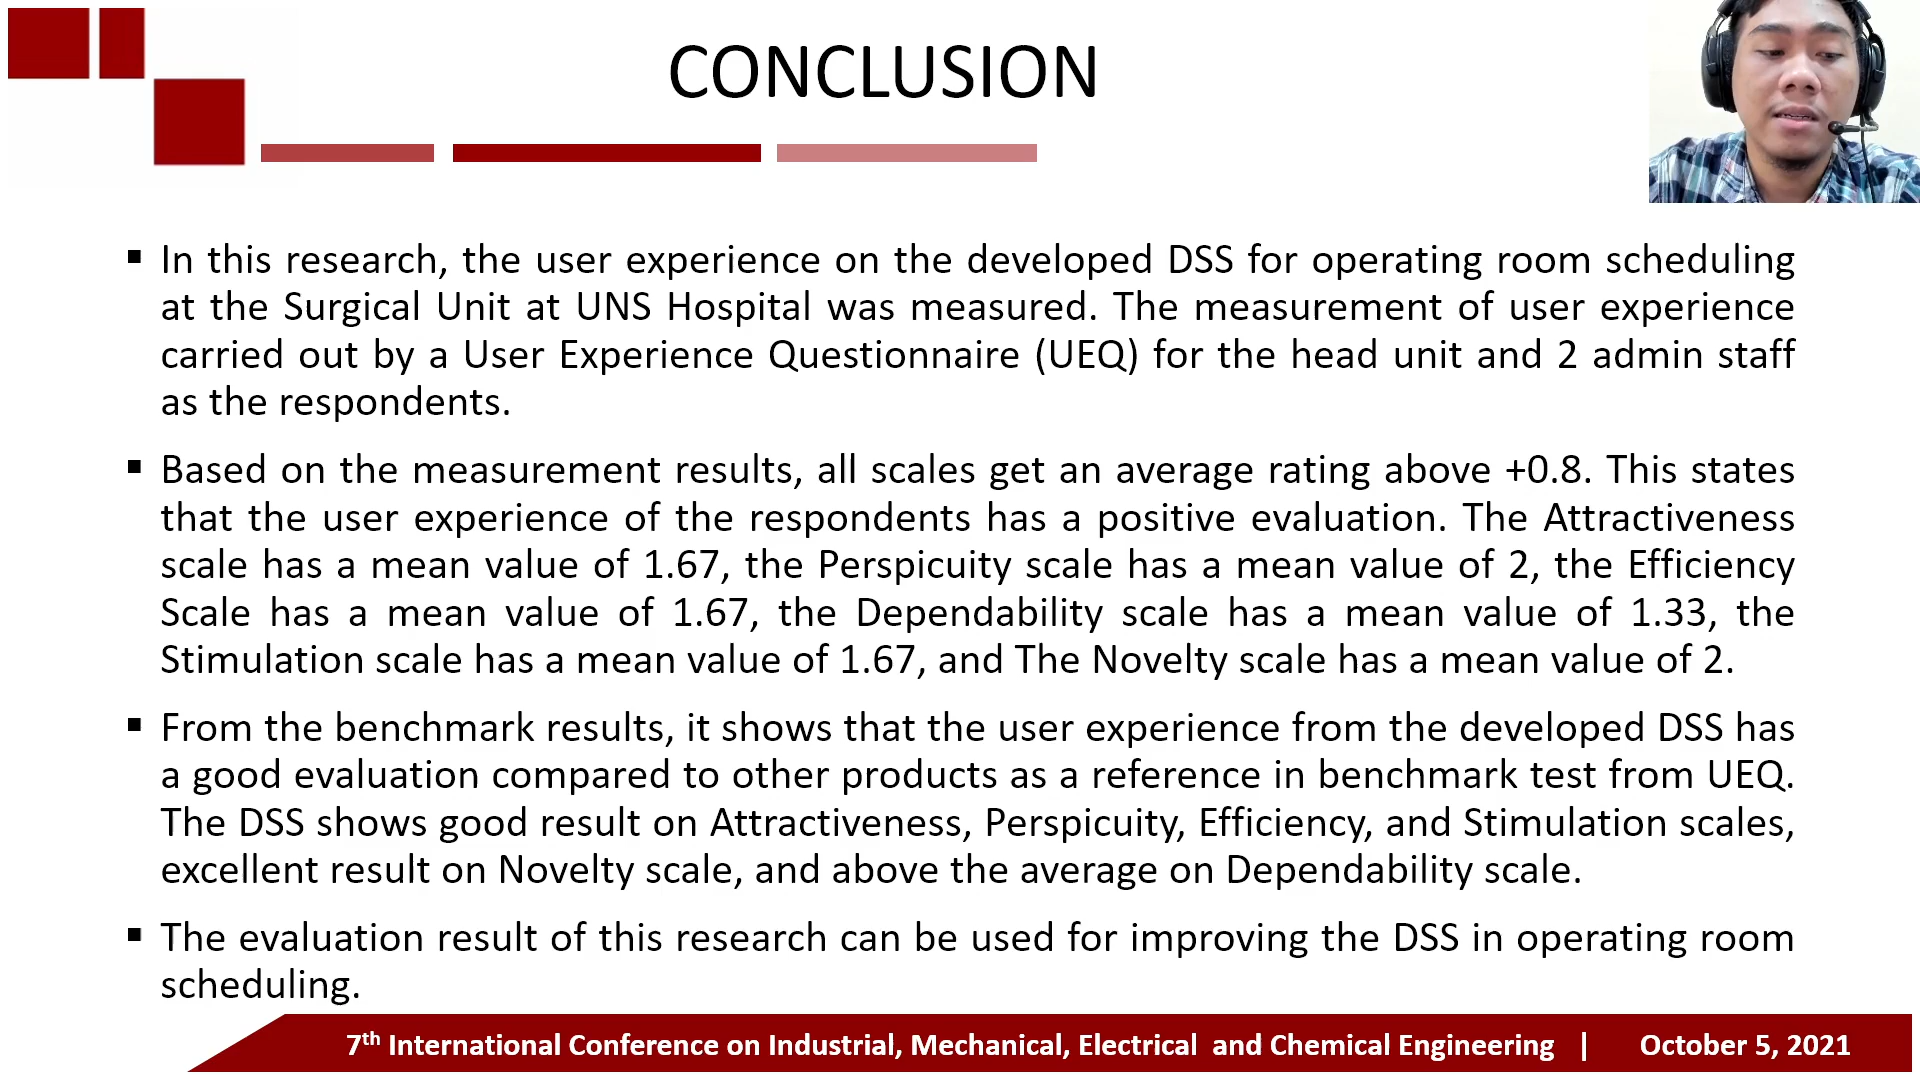 CONCLUSION
▪ In this research, the user experience on the developed DSS for operating room scheduling
at the Surgical Unit at UNS Hospital was measured. The measurement of user experience
carried out by a User Experience Questionnaire (UEQ) for the head unit and 2 admin staff
as the respondents.
▪ Based on the measurement results, all scales get an average rating above +0.8. This states
that the user experience of the respondents has a positive evaluation. The Attractiveness
scale has a mean value of 1.67, the Perspicuity scale has a mean value of 2, the Efficiency
Scale has a mean value of 1.67, the Dependability scale has a mean value of 1.33, the
Stimulation scale has a mean value of 1.67, and The Novelty scale has a mean value of 2.
▪ From the benchmark results, it shows that the user experience from the developed DSS has
a good evaluation compared to other products as a reference in benchmark test from UEQ.
The DSS shows good result on Attractiveness, Perspicuity, Efficiency, and Stimulation scales,
excellent result on Novelty scale, and above the average on Dependability scale.
▪ The evaluation result of this research can be used for improving the DSS in operating room
scheduling.
7th International Conference on Industrial, Mechanical, Electrical and Chemical Engineering | October 5, 2021